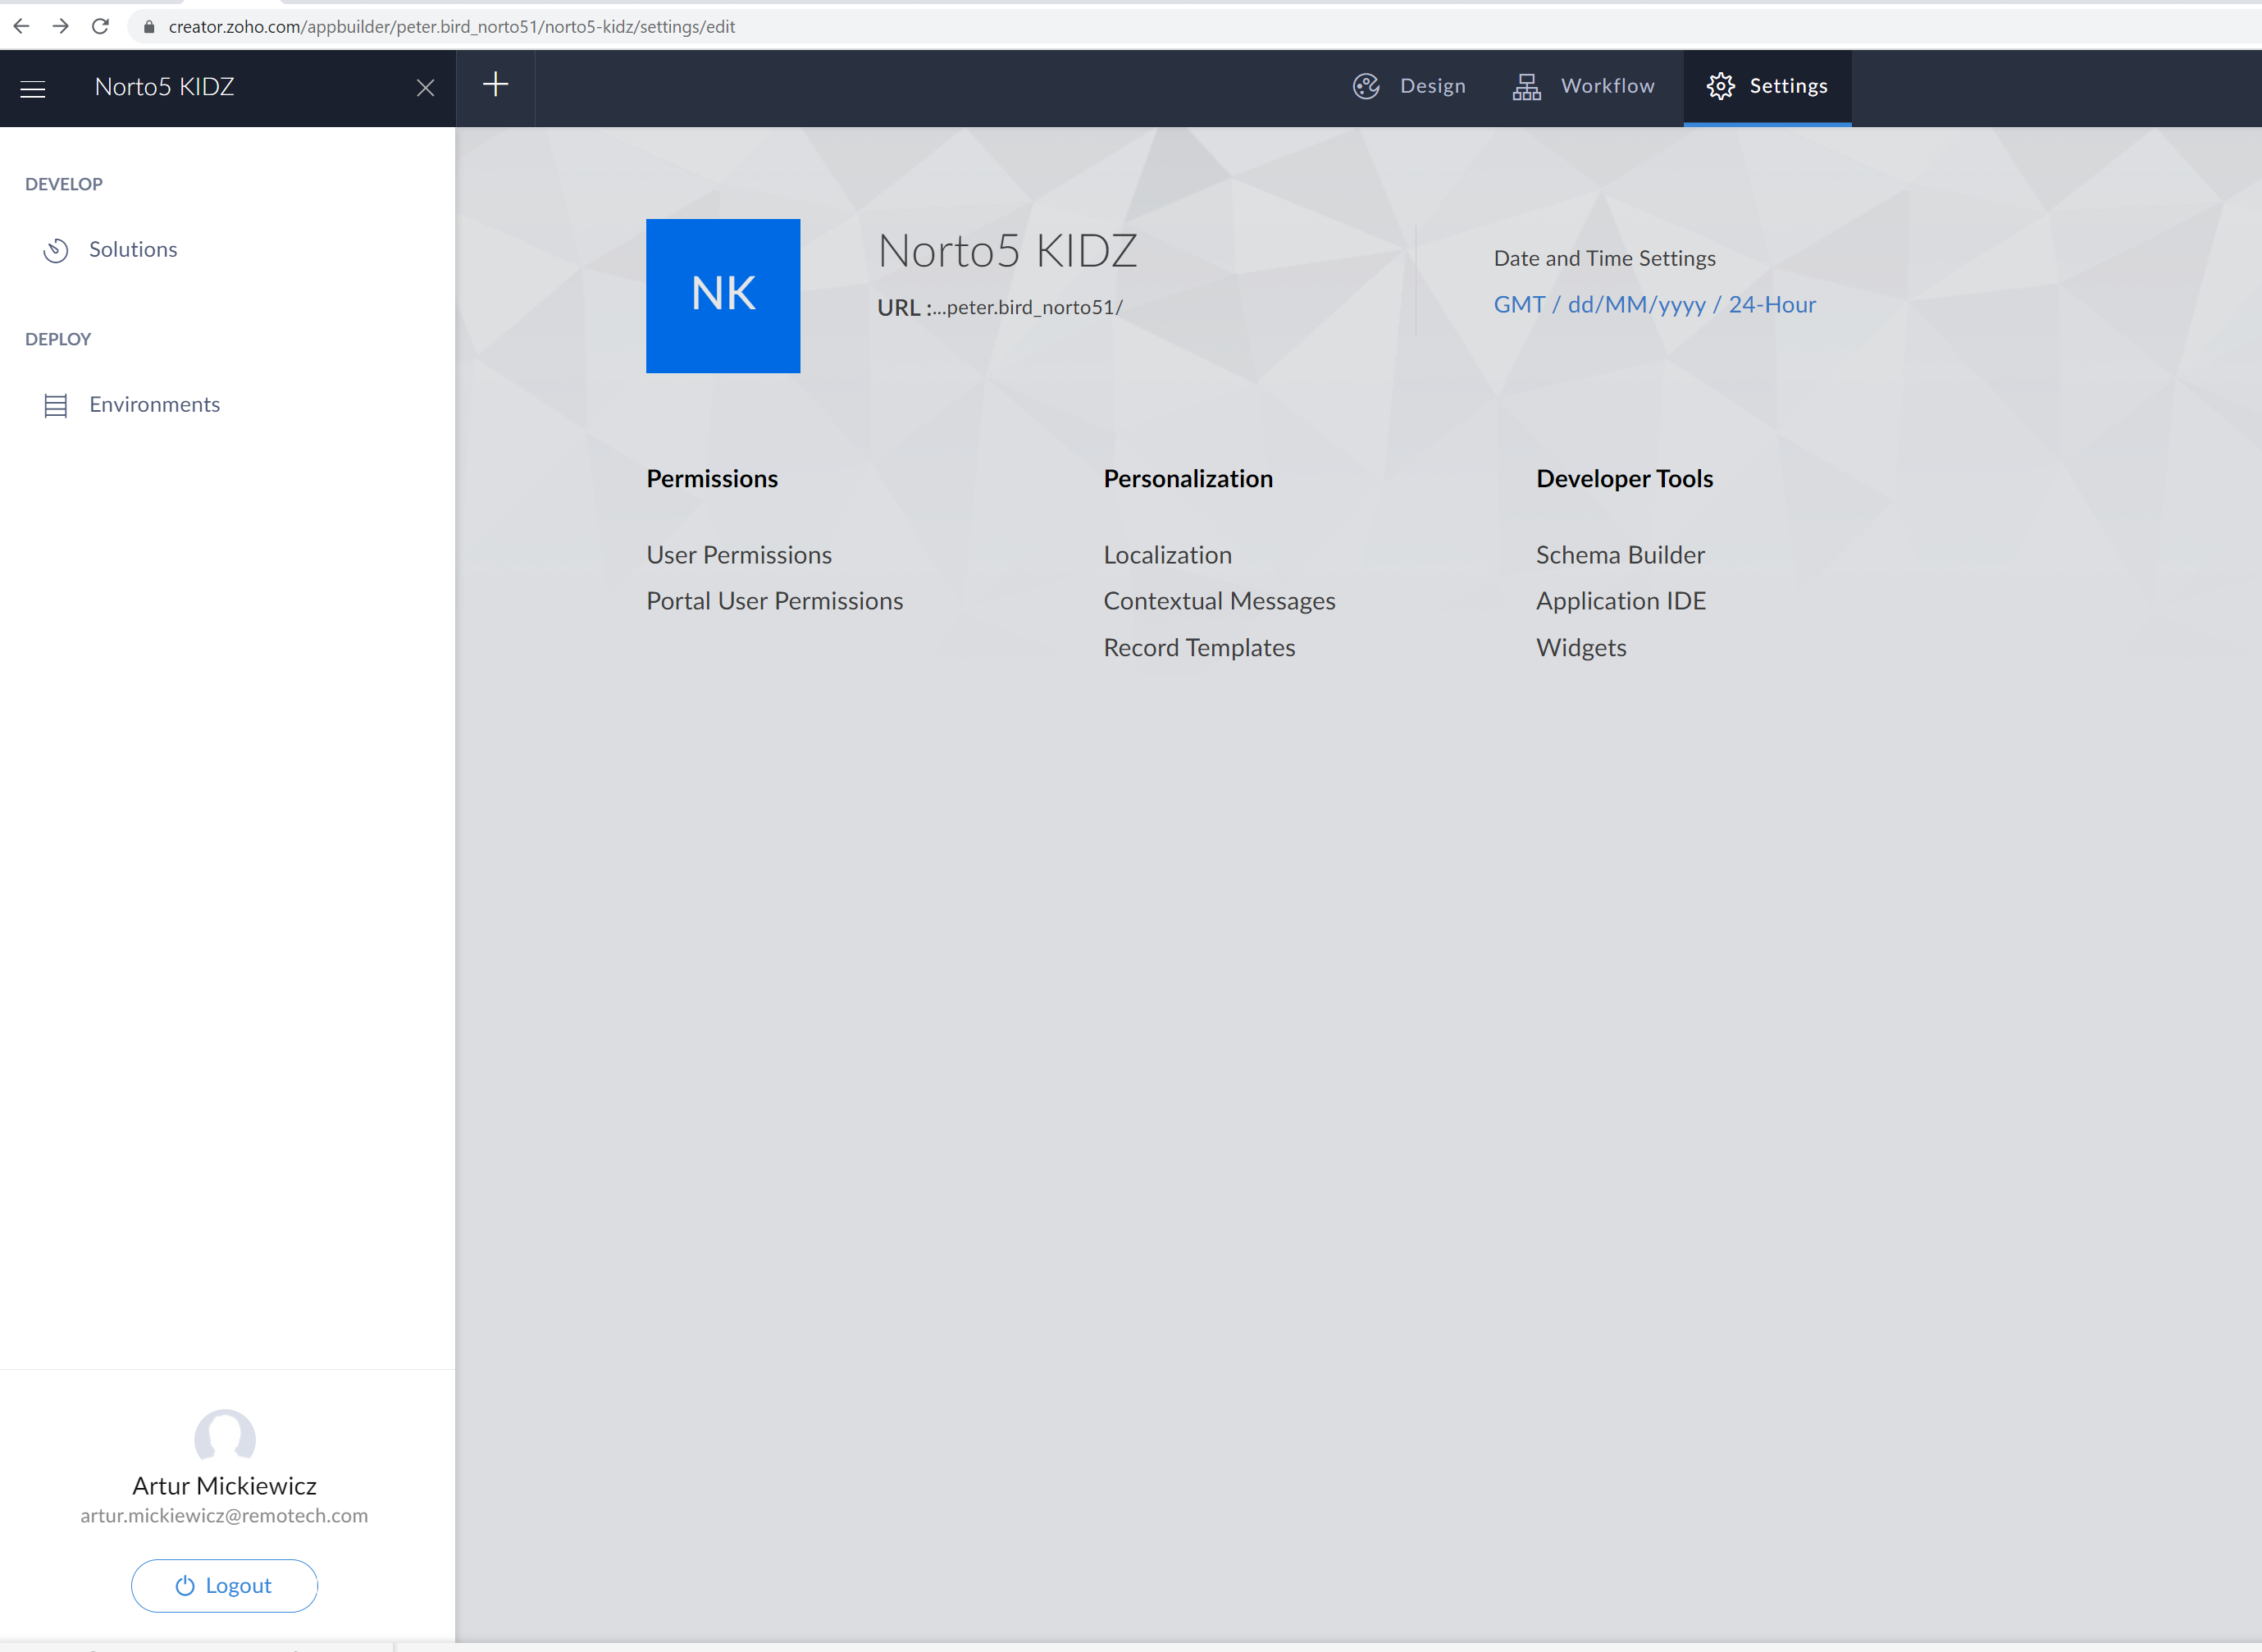 creator.zoho.com/appbuilder/peter.bird_norto51/norto5-kidz/settings/edit
Norto5 KIDZ
Design
Workflow
Settings
DEVELOP
Solutions
DEPLOY
Environments
NK
Norto5 KIDZ
URL :...peter.bird_norto51/
Date and Time Settings
GMT / dd/MM/yyyy / 24-Hour
Permissions
User Permissions
Portal User Permissions
Personalization
Localization
Contextual Messages
Record Templates
Developer Tools
Schema Builder
Application IDE
Widgets
Artur Mickiewicz
artur.mickiewicz@remotech.com
Logout